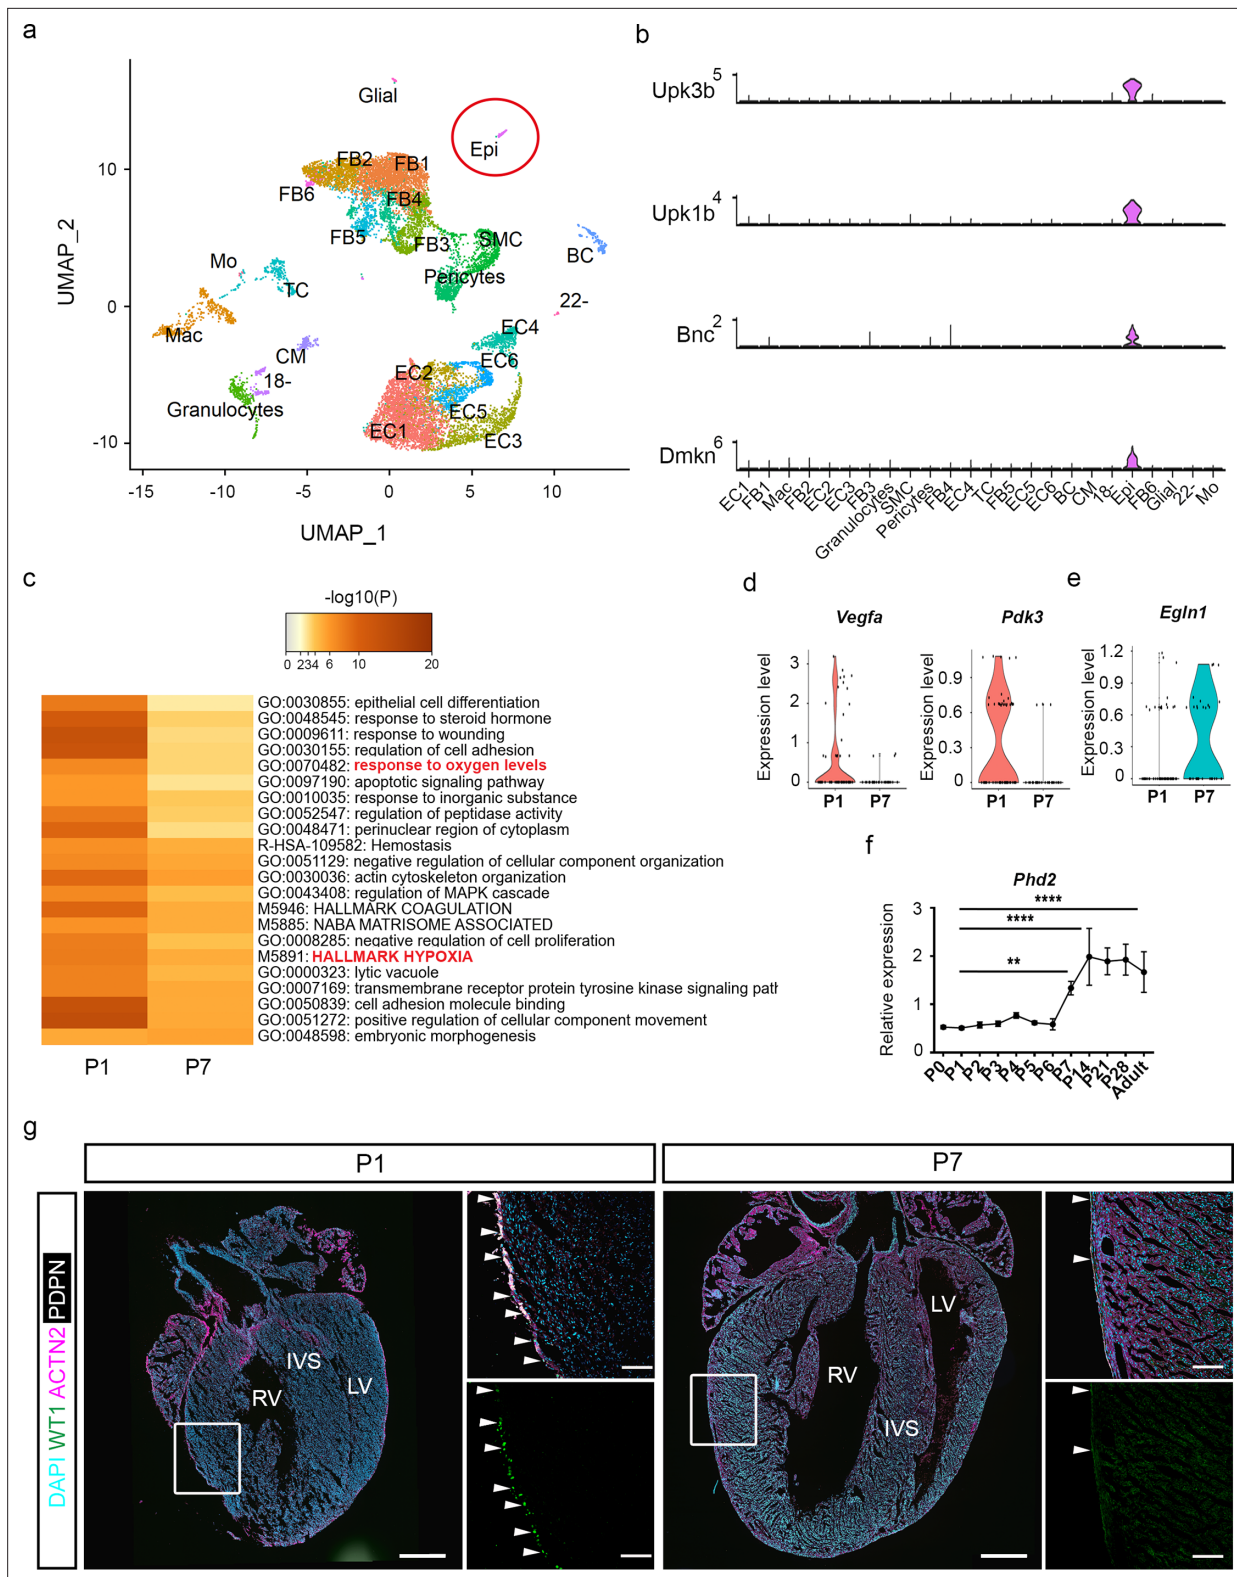 a
UMAP_2
10
0
-10
-15
-10
-5
0
5
10
UMAP_1
Glial
Epi
FB2
FB1
FB6
FB4
FB5
FB3
SMC
Pericytes
BC
Mo
TC
Mac
22-
EC4
CM
EC6
EC2
18-
Granulocytes
EC5
EC1
EC3
b
Upk3b
5
Upk1b
4
Bnc
2
Dmkn
6
EC1
FB1
Mac
FB2
EC2
EC3
FB3
Granulocytes
SMC
Pericytes
FB4
EC4
TC
FB5
EC5
EC6
BC
CM
18-
Epi
FB6
Glial
22-
Mo
c
-log10(P)
0 2 3 4 6 10 20
GO:0030855: epithelial cell differentiation
GO:0048545: response to steroid hormone
GO:0009611: response to wounding
GO:0030155: regulation of cell adhesion
GO:0070482: response to oxygen levels
GO:0097190: apoptotic signaling pathway
GO:0010035: response to inorganic substance
GO:0052547: regulation of peptidase activity
GO:0048471: perinuclear region of cytoplasm
R-HSA-109582: Hemostasis
GO:0051129: negative regulation of cellular component organization
GO:0030036: actin cytoskeleton organization
GO:0043408: regulation of MAPK cascade
M5946: HALLMARK COAGULATION
M5885: NABA MATRISOME ASSOCIATED
GO:0008285: negative regulation of cell proliferation
M5891: HALLMARK HYPOXIA
GO:0000323: lytic vacuole
GO:0007169: transmembrane receptor protein tyrosine kinase signaling path
GO:0050839: cell adhesion molecule binding
GO:0051272: positive regulation of cellular component movement
GO:0048598: embryonic morphogenesis
P1 P7
d
Vegfa
Expression level
3
2
1
0
P1 P7
Pdk3
Expression level
0.9
0.6
0.3
0
P1 P7
e
Egln1
Expression level
1.2
0.9
0.6
0.3
0
P1 P7
f
Phd2
****
****
**
Relative expression
3
2
1
0
P0
P1
P2
P3
P4
P5
P6
P7
P14
P21
P28
Adult
g
P1
P7
DAPI WT1 ACTN2 PDPN
IVS
RV
LV
LV
RV
IVS